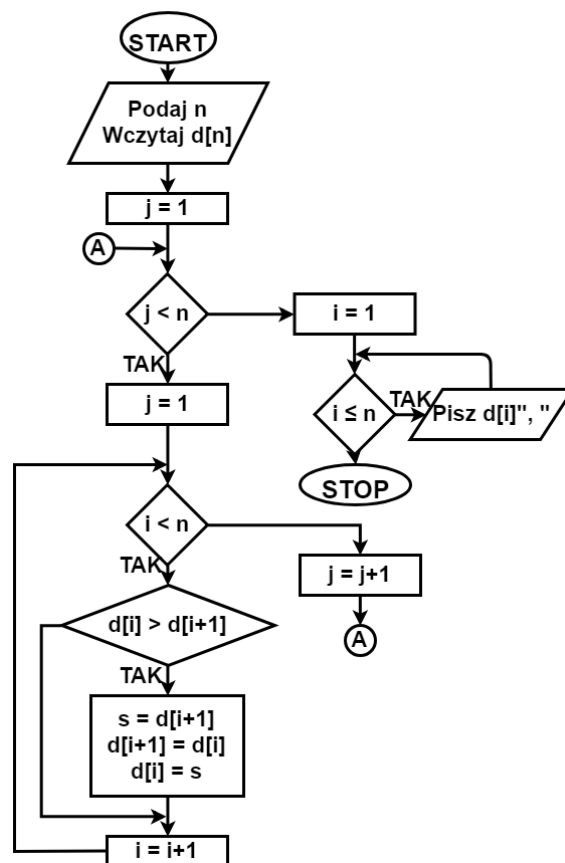 START
Podaj n
Wczytaj d[n]
j = 1
A
j < n
i = 1
TAK
j = 1
i ≤ n
TAK
Pisz d[i]", "
STOP
i < n
TAK
j = j+1
d[i] > d[i+1]
A
TAK
s = d[i+1]
d[i+1] = d[i]
d[i] = s
i = i+1